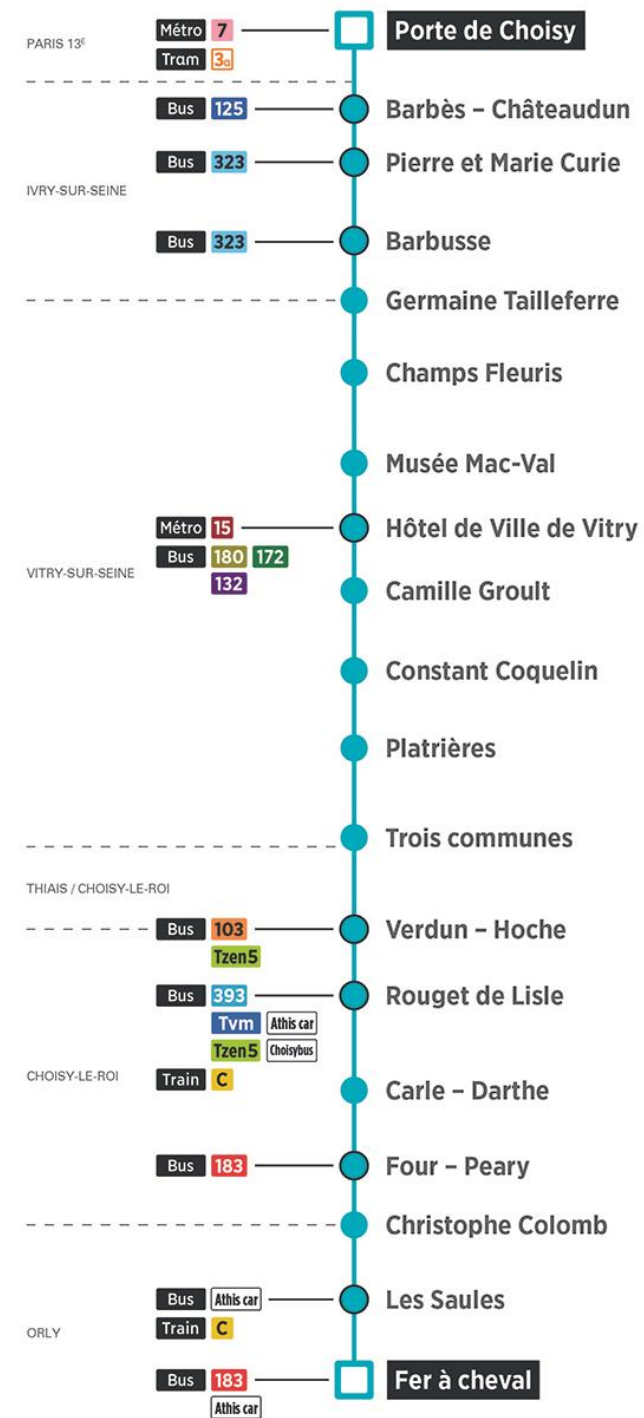 PARIS 13E
Métro 7
Porte de Choisy
Tram 3a
Bus 125
Barbès – Châteaudun
Bus 323
Pierre et Marie Curie
IVRY-SUR-SEINE
Bus 323
Barbusse
Germaine Tailleferre
Champs Fleuris
Musée Mac-Val
Métro 15
Hôtel de Ville de Vitry
Bus 180 172
132
VITRY-SUR-SEINE
Camille Groult
Constant Coquelin
Platrières
Trois communes
THIAIS / CHOISY-LE-ROI
Bus 103
Verdun – Hoche
Tzen5
Bus 393
Rouget de Lisle
Tvm Athis car
Tzen5 Choisybus
CHOISY-LE-ROI
Train C
Carle – Darthe
Bus 183
Four – Peary
Christophe Colomb
Bus Athis car
Les Saules
Train C
ORLY
Bus 183
Fer à cheval
Athis car